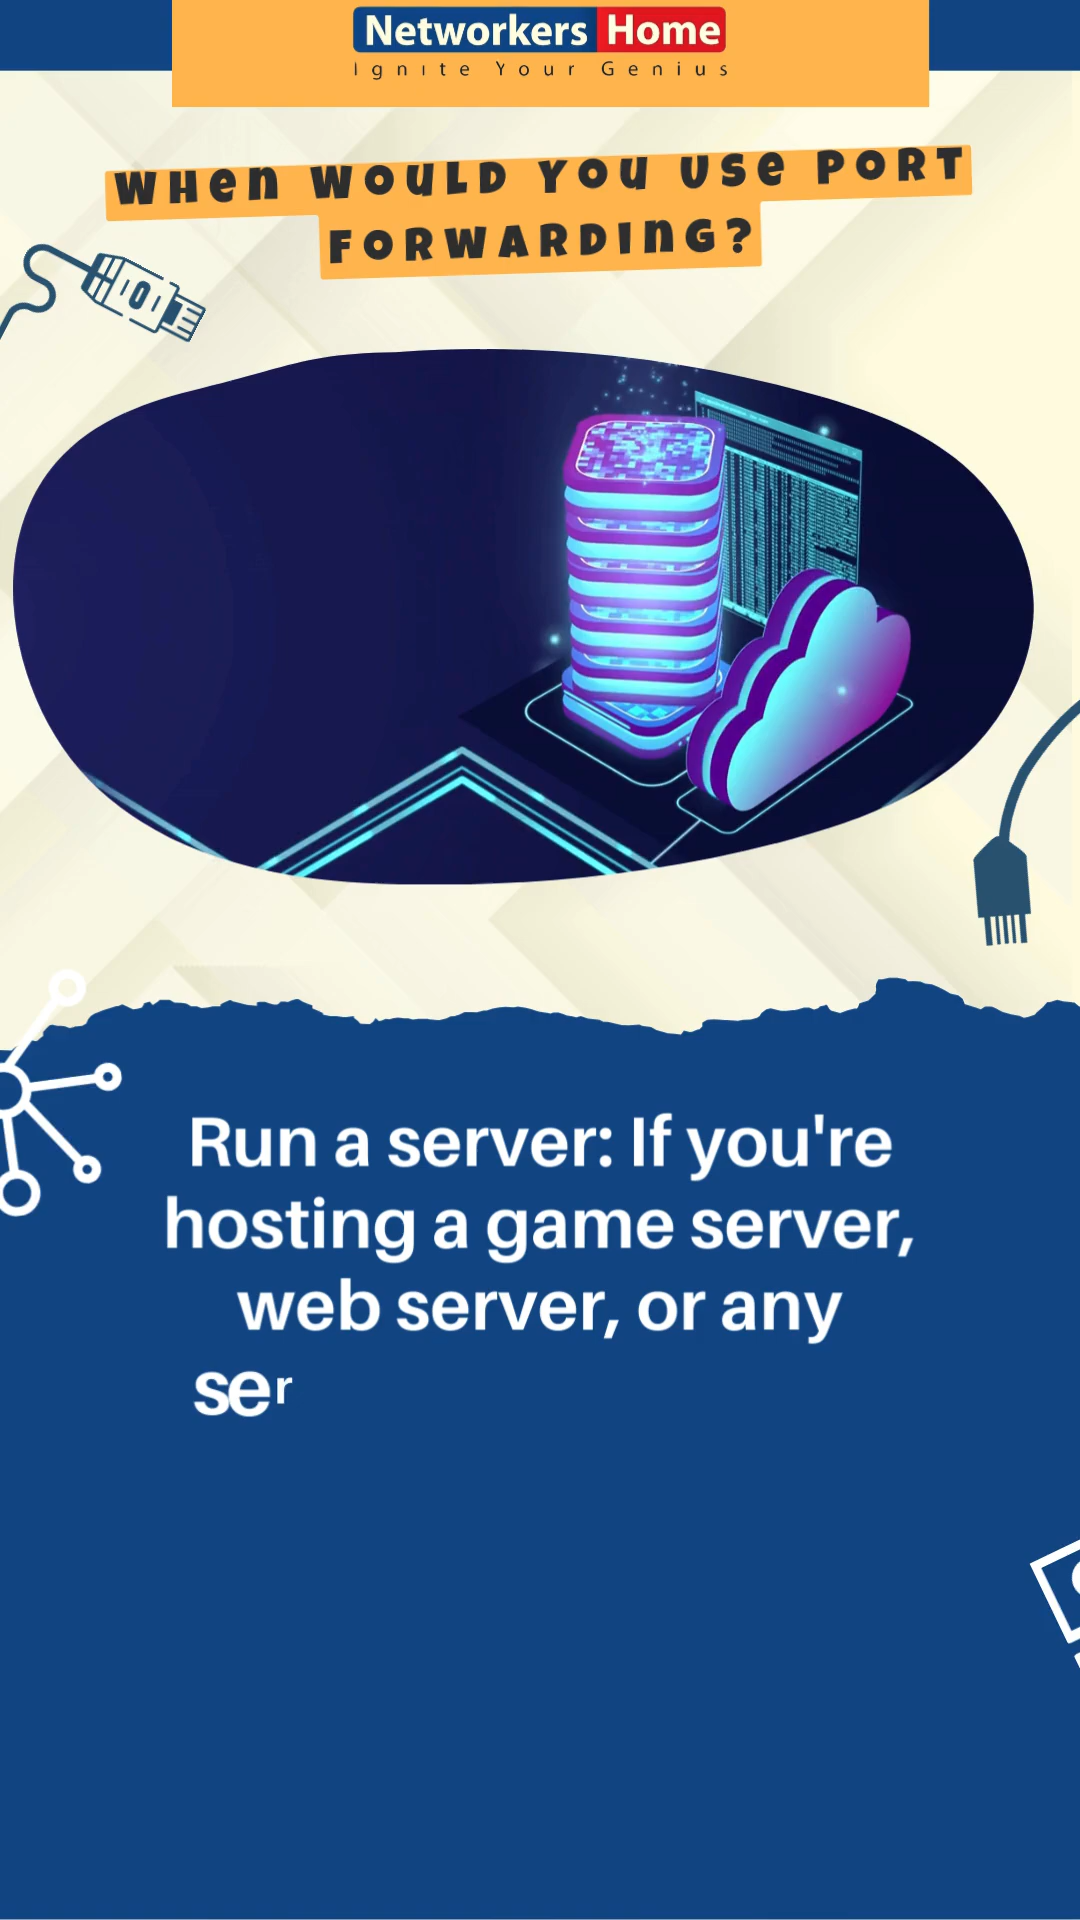 Networkers Home
Ignite Your Genius
WHen WOULD YOU USe PORT
FORWARDInG?
Run a server: If you're
hosting a game server,
web server, or any
ser